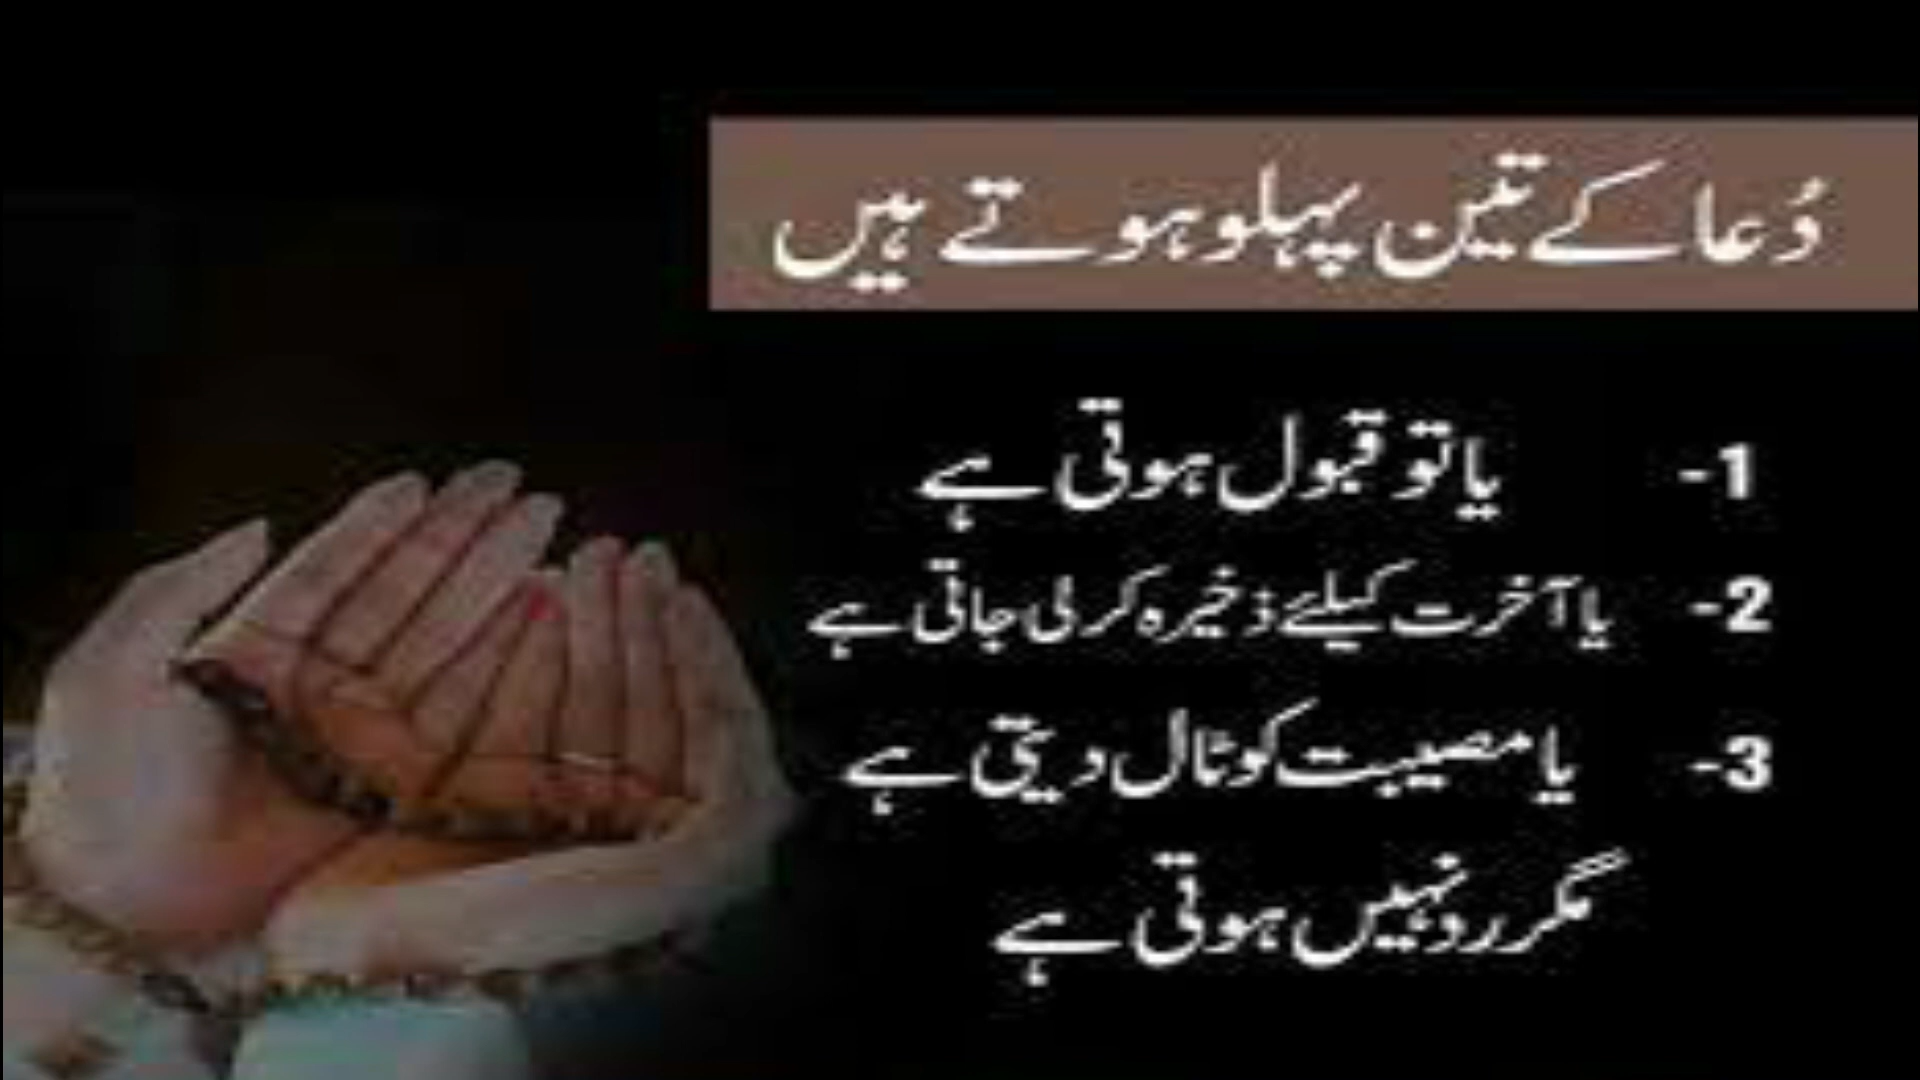 دُعا کے تین پہلو ہوتے ہیں
1- یا تو قبول ہوتی ہے
2- یا آخرت کیلئے ذخیرہ کر لی جاتی ہے
3- یا مصیبت کو ٹال دیتی ہے
مگر رد نہیں ہوتی ہے